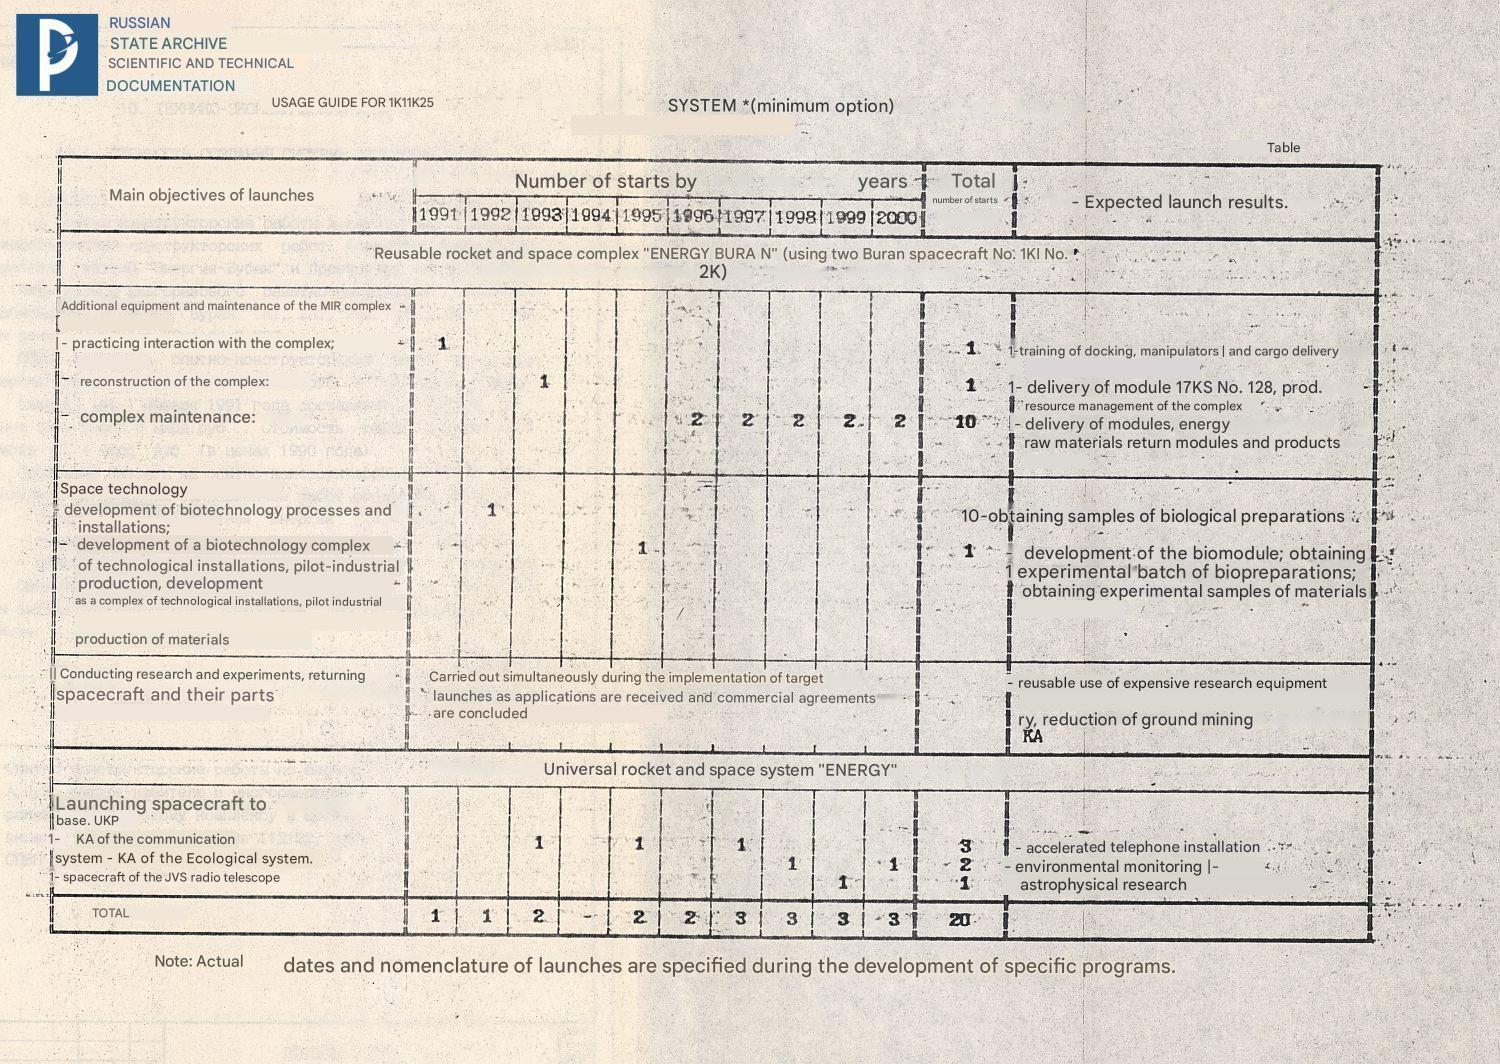 RUSSIAN
STATE ARCHIVE
SCIENTIFIC AND TECHNICAL
DOCUMENTATION
USAGE GUIDE FOR 1K11K25
SYSTEM *(minimum option)
Table
Main objectives of launches
Number of starts by years
Total
number of starts
- Expected launch results.
1991 1992 1993 1994 1995 1996 1997 1998 1999 2000
Reusable rocket and space complex "ENERGY BURA N" (using two Buran spacecraft No: 1KI No.
2K)
Additional equipment and maintenance of the MIR complex
- practicing interaction with the complex; 1 1 1-training of docking, manipulators | and cargo delivery
- reconstruction of the complex: 1 1 1- delivery of module 17KS No. 128, prod.
resource management of the complex
- complex maintenance: 2 2 2 2 2 10 - delivery of modules, energy
raw materials return modules and products
Space technology
development of biotechnology processes and 1 10-obtaining samples of biological preparations
installations;
- development of a biotechnology complex 1 1 - development of the biomodule; obtaining
of technological installations, pilot-industrial 1 experimental batch of biopreparations;
production, development obtaining experimental samples of materials
as a complex of technological installations, pilot industrial
production of materials
Conducting research and experiments, returning
spacecraft and their parts
Carried out simultaneously during the implementation of target
launches as applications are received and commercial agreements
are concluded
- reusable use of expensive research equipment
ry, reduction of ground mining
KA
Universal rocket and space system "ENERGY"
Launching spacecraft to
base. UKP
1- KA of the communication 1 1 1 3 - accelerated telephone installation
system - KA of the Ecological system. 1 1 2 - environmental monitoring |-
1- spacecraft of the JVS radio telescope 1 1 astrophysical research
TOTAL 1 1 2 - 2 2 3 3 3 3 20
Note: Actual dates and nomenclature of launches are specified during the development of specific programs.